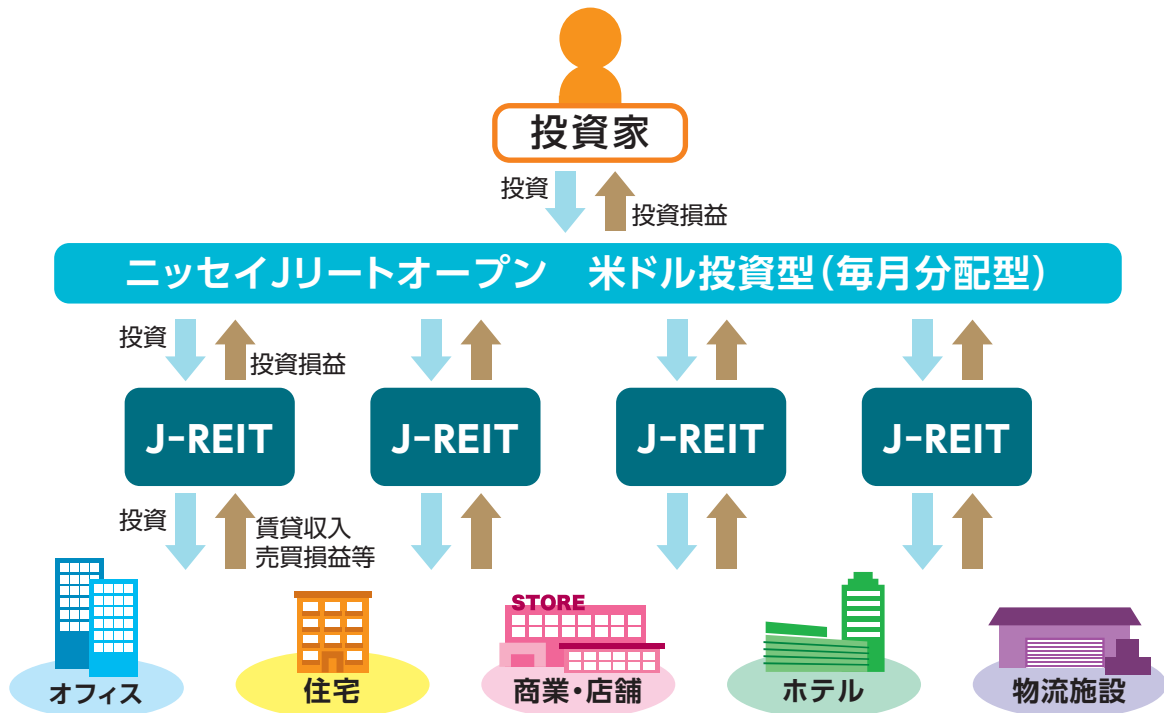 投資家
投資
投資損益
ニッセイJリートオープン　米ドル投資型(毎月分配型)
投資
投資損益
J-REIT
J-REIT
J-REIT
J-REIT
投資
賃貸収入
売買損益等
STORE
オフィス
住宅
商業・店舗
ホテル
物流施設